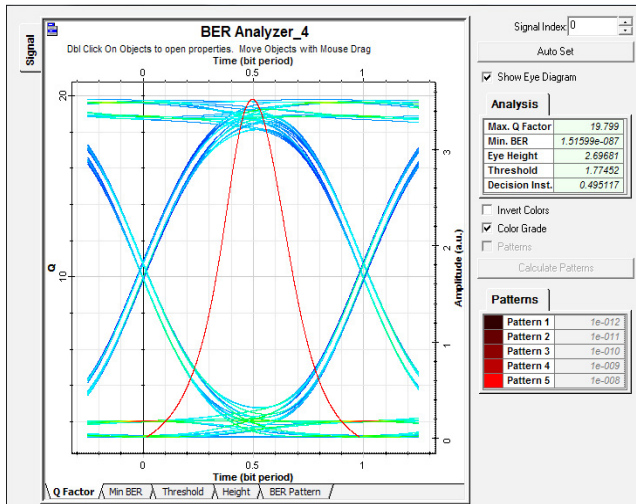 Signal
BER Analyzer_4
Dbl Click On Objects to open properties. Move Objects with Mouse Drag
Time (bit period)
0 0.5 1
20
10
Q
3
2
1
0
Amplitude (a.u.)
0 0.5 1
Time (bit period)
Q Factor Min BER Threshold Height BER Pattern
Signal Index: 0
Auto Set
Show Eye Diagram
Analysis
Max. Q Factor 19.799
Min. BER 1.51599e-087
Eye Height 2.69681
Threshold 1.77452
Decision Inst. 0.495117
Invert Colors
Color Grade
Patterns
Calculate Patterns
Patterns
Pattern 1 1e-012
Pattern 2 1e-011
Pattern 3 1e-010
Pattern 4 1e-009
Pattern 5 1e-008